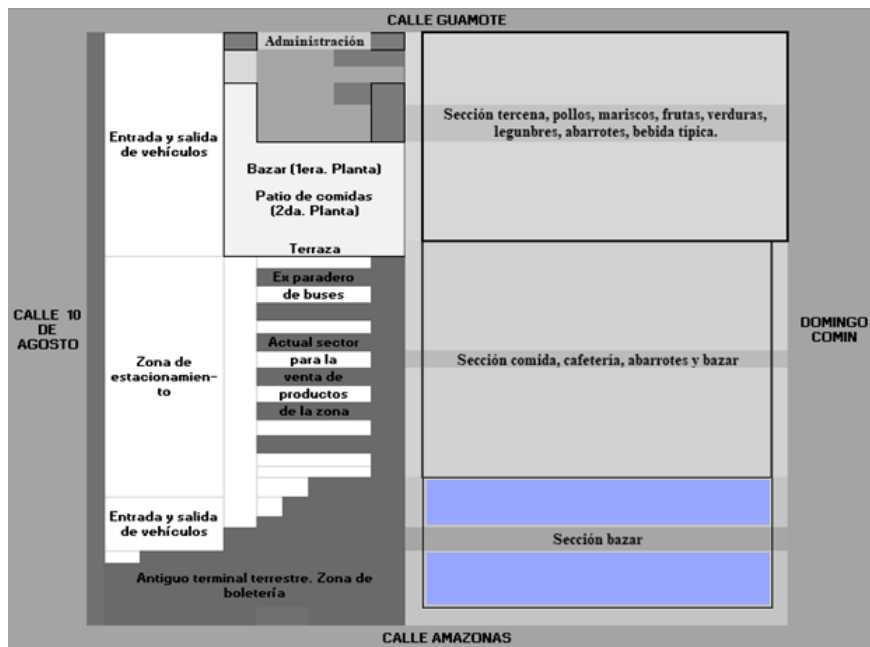 CALLE GUAMOTE
Administración
Sección tercena, pollos, mariscos, frutas, verduras,
legunbres, abarrotes, bebida típica.
Entrada y salida
de vehículos
Bazar (1era. Planta)
Patio de comidas
(2da. Planta)
Terraza
Ex paradero
de buses
CALLE 10
DE
AGOSTO
DOMINGO
COMIN
Zona de
estacionamien-
to
Actual sector
para la
venta de
productos
de la zona
Sección comida, cafetería, abarrotes y bazar
Entrada y salida
de vehículos
Sección bazar
Antiguo terminal terrestre. Zona de
boletería
CALLE AMAZONAS